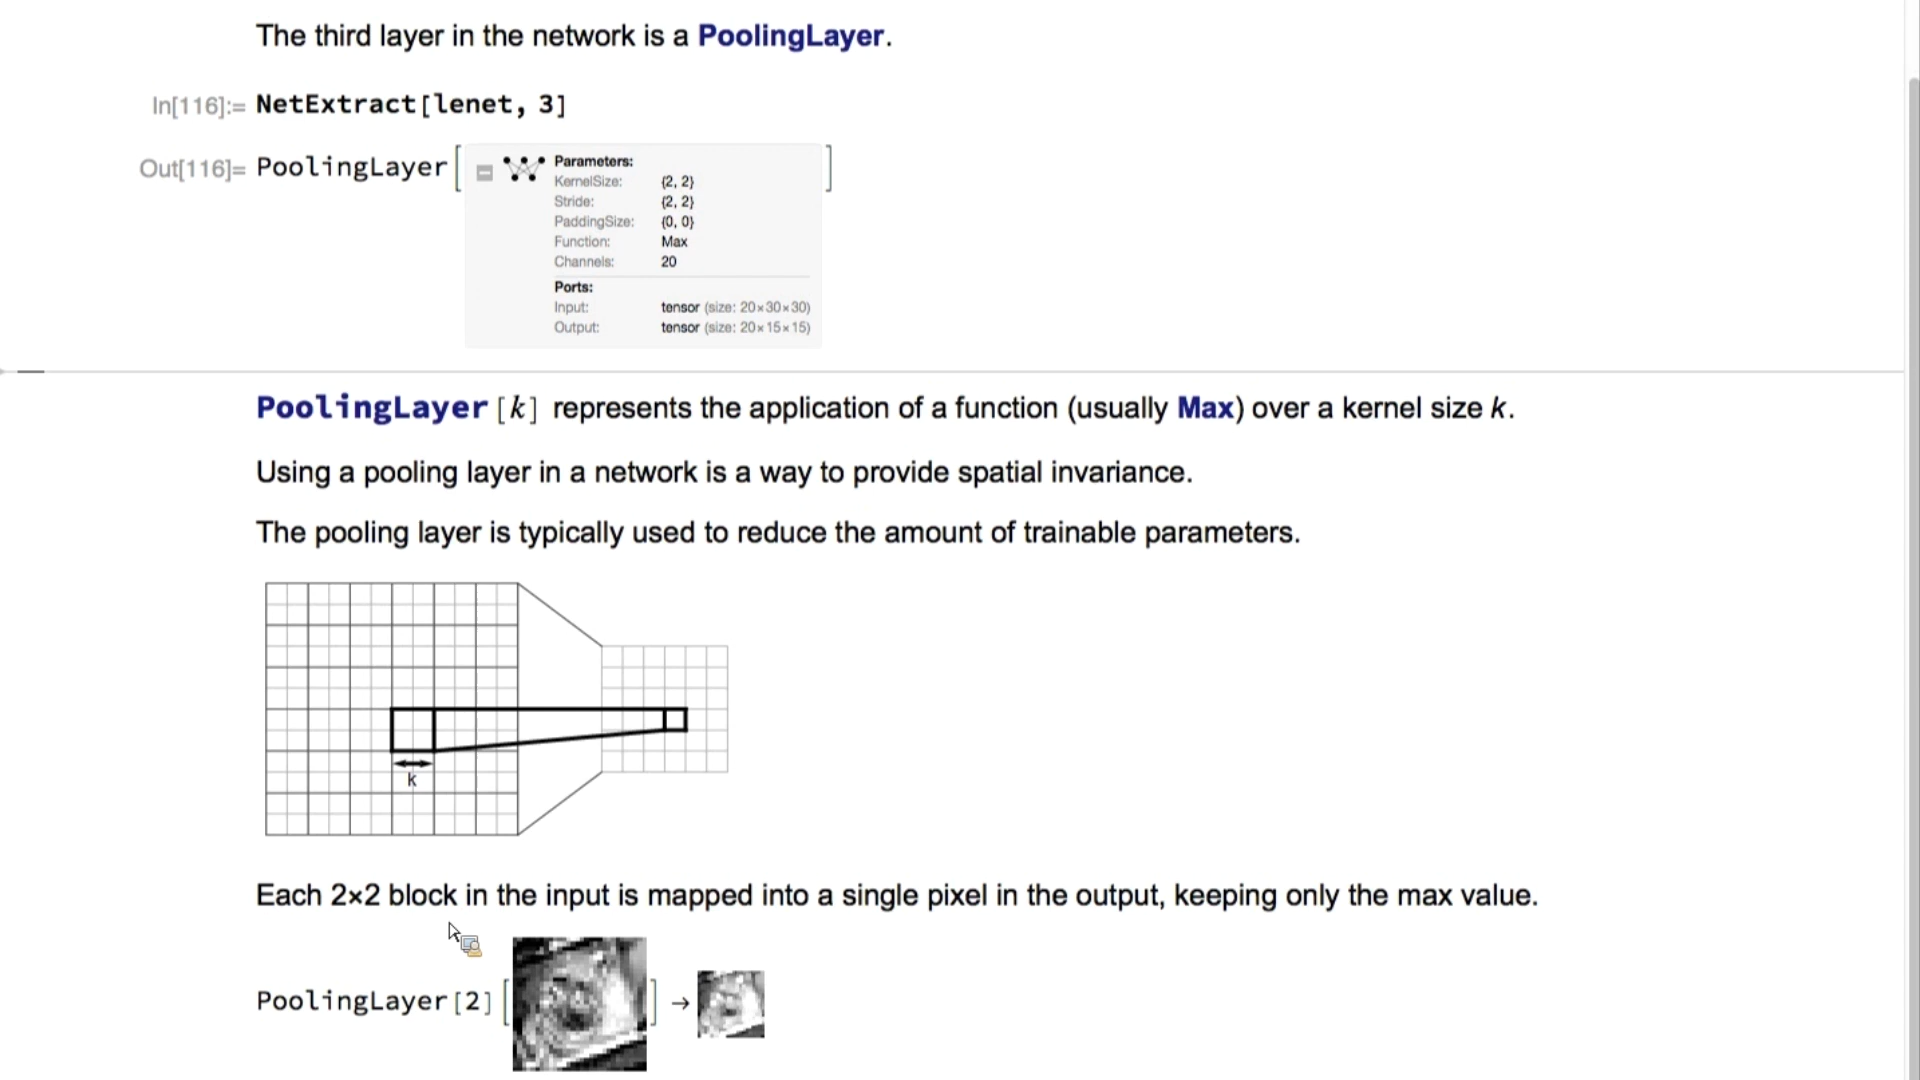 The third layer in the network is a PoolingLayer.
In[116]:= NetExtract[lenet, 3]
Out[116]= PoolingLayer[
Parameters:
KernelSize: {2, 2}
Stride: {2, 2}
PaddingSize: {0, 0}
Function: Max
Channels: 20
Ports:
Input: tensor (size: 20×30×30)
Output: tensor (size: 20×15×15)
]
PoolingLayer[k] represents the application of a function (usually Max) over a kernel size k.
Using a pooling layer in a network is a way to provide spatial invariance.
The pooling layer is typically used to reduce the amount of trainable parameters.
k
Each 2×2 block in the input is mapped into a single pixel in the output, keeping only the max value.
PoolingLayer[2][ ] →